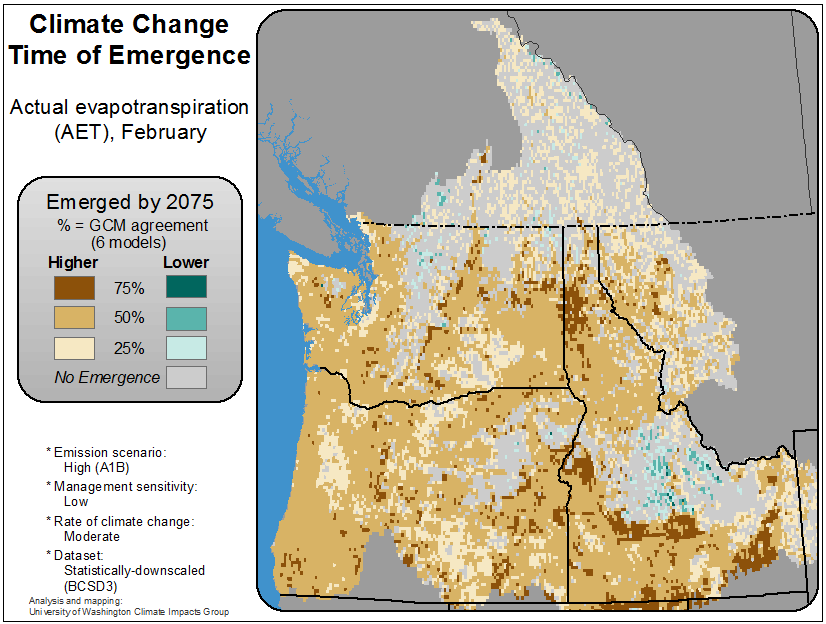 Climate Change
Time of Emergence
Actual evapotranspiration
(AET), February
Emerged by 2075
% = GCM agreement
(6 models)
Higher Lower
75%
50%
25%
No Emergence
* Emission scenario:
High (A1B)
* Management sensitivity:
Low
* Rate of climate change:
Moderate
* Dataset:
Statistically-downscaled
(BCSD3)
Analysis and mapping:
University of Washington Climate Impacts Group